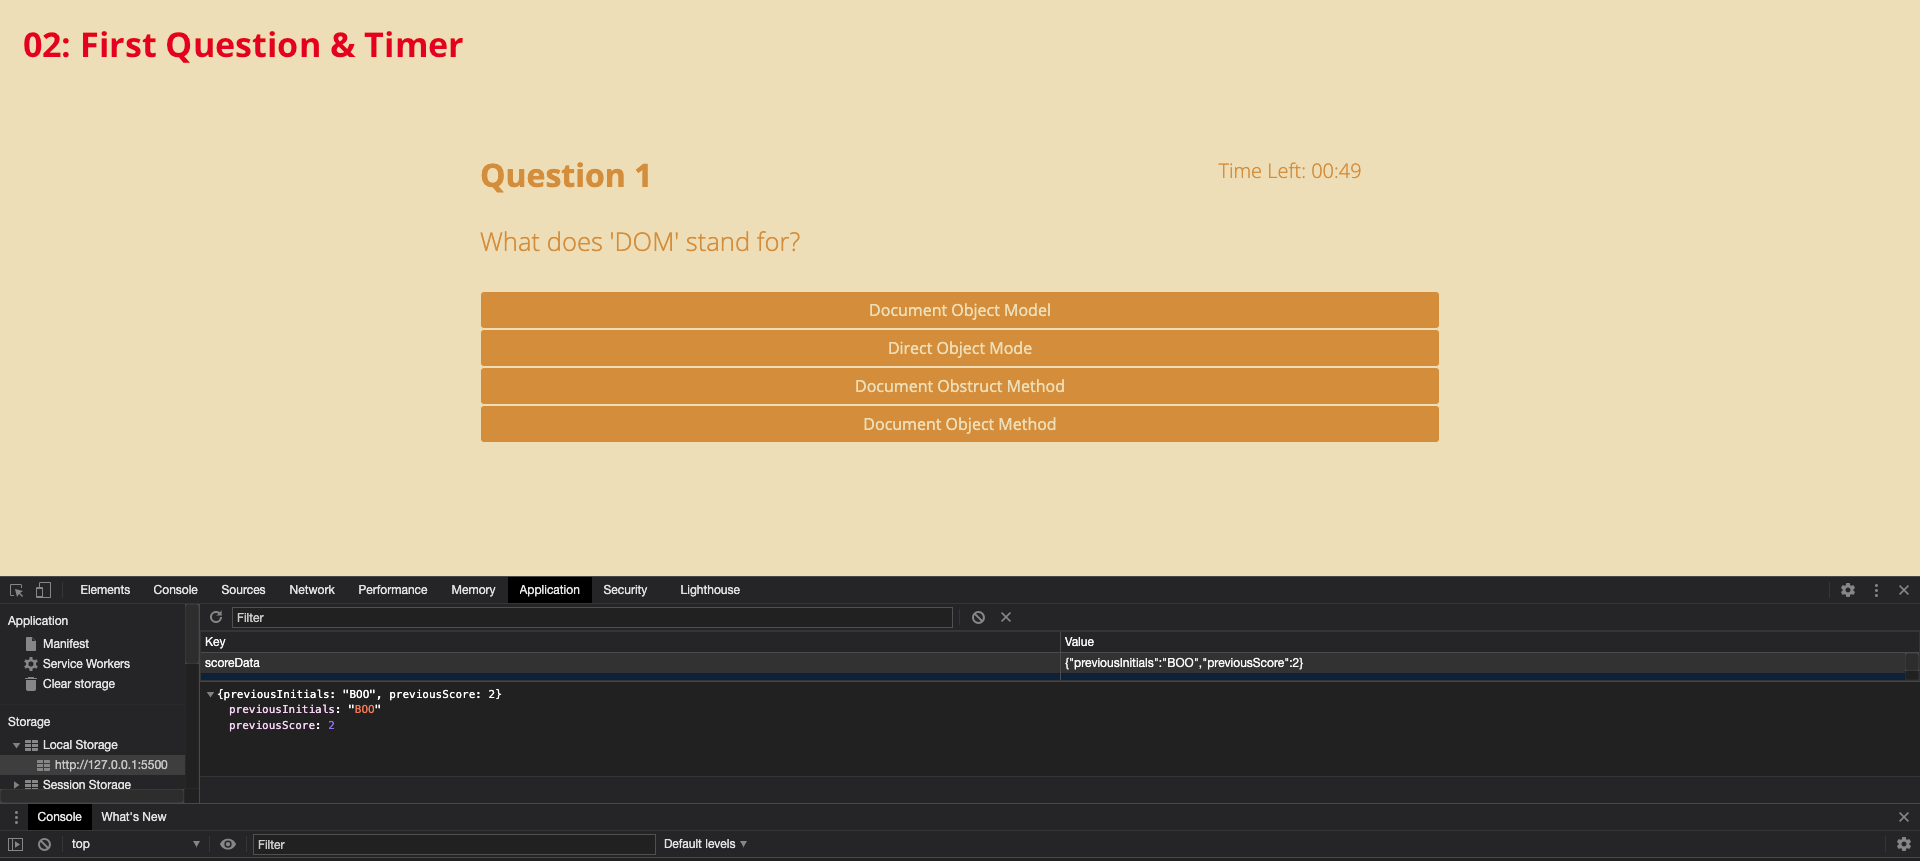 02: First Question & Timer
Question 1
Time Left: 00:49
What does 'DOM' stand for?
Document Object Model
Direct Object Mode
Document Obstruct Method
Document Object Method
Elements Console Sources Network Performance Memory Application Security Lighthouse
Application
Manifest
Service Workers
Clear storage
Storage
Local Storage
http://127.0.0.1:5500
Session Storage
Filter
Key Value
scoreData {"previousInitials":"BOO","previousScore":2}
{previousInitials: "BOO", previousScore: 2}
previousInitials: "BOO"
previousScore: 2
Console What's New
top Filter Default levels